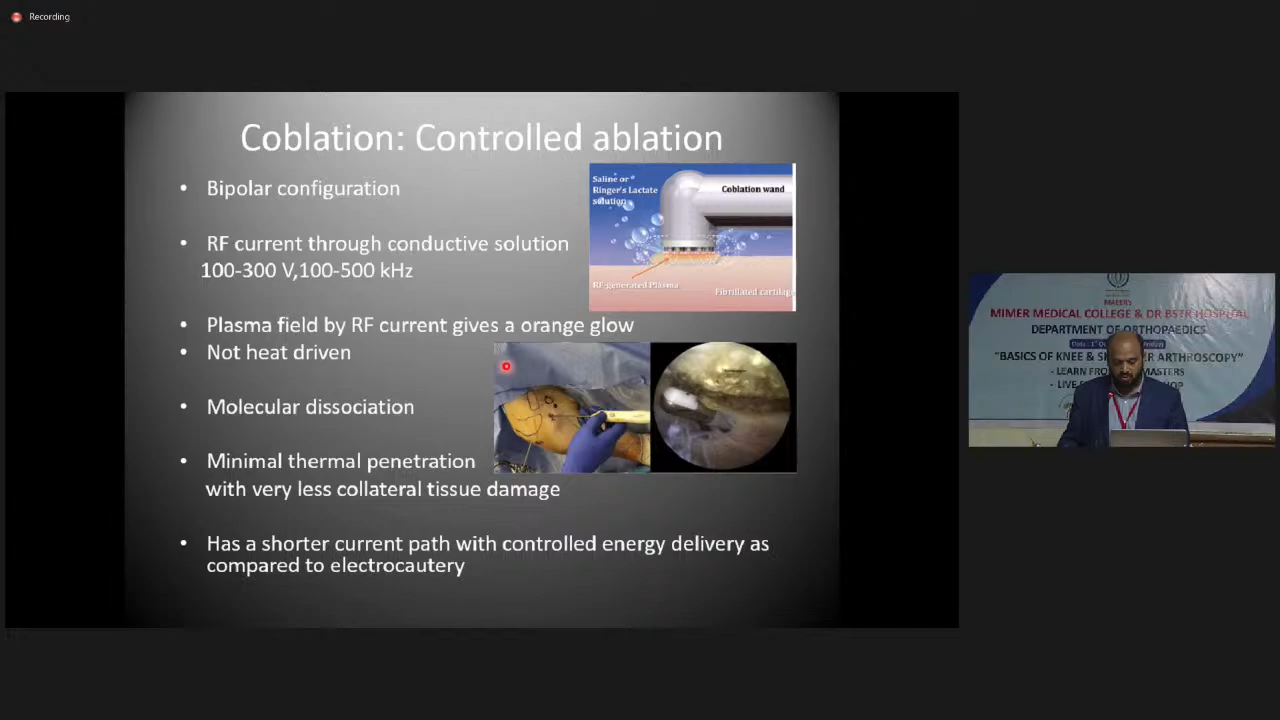 Recording
Coblation: Controlled ablation
• Bipolar configuration
• RF current through conductive solution
100-300 V,100-500 kHz
• Plasma field by RF current gives a orange glow
• Not heat driven
• Molecular dissociation
• Minimal thermal penetration
with very less collateral tissue damage
• Has a shorter current path with controlled energy delivery as
compared to electrocautery
Saline or
Ringer's Lactate
solution
Coblation wand
RF-generated Plasma
Fibrillated cartilage
MAEER'S
MIMER MEDICAL COLLEGE & DR BSTR HOSPITAL
DEPARTMENT OF ORTHOPAEDICS
"BASICS OF KNEE & ARTHROSCOPY"
- LEARN
- LIVE